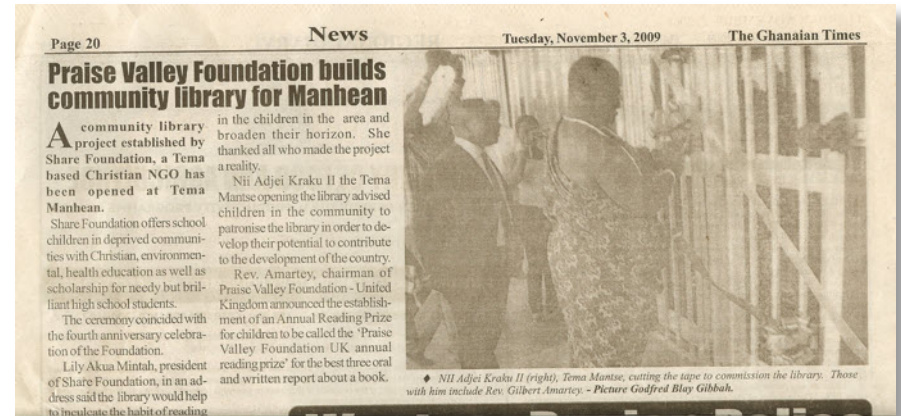 Page 20
News
Tuesday, November 3, 2009
The Ghanaian Times
Praise Valley Foundation builds
community library for Manhean
A community library
project established by
Share Foundation, a Tema
based Christian NGO has
been opened at Tema
Manhean.
Share Foundation offers school
children in deprived communi-
ties with Christian, environmen-
tal, health education as well as
scholarship for needy but bril-
liant high school students.
The ceremony coincided with
the fourth anniversary celebra-
tion of the Foundation.
Lily Akua Mintah, president
of Share Foundation, in an ad-
dress said the library would help
to inculcate the habit of reading
in the children in the area and
broaden their horizon. She
thanked all who made the project
a reality.
Nii Adjei Kraku II the Tema
Mantse opening the library advised
children in the community to
patronise the library in order to de-
velop their potential to contribute
to the development of the country.
Rev. Amartey, chairman of
Praise Valley Foundation - United
Kingdom announced the establish-
ment of an Annual Reading Prize
for children to be called the 'Praise
Valley Foundation UK annual
reading prize' for the best three oral
and written report about a book.
♦ NII Adjei Kraku II (right), Tema Mantse, cutting the tape to commission the library. Those
with him include Rev. Gilbert Amartey. - Picture Godfred Blay Gibbah.